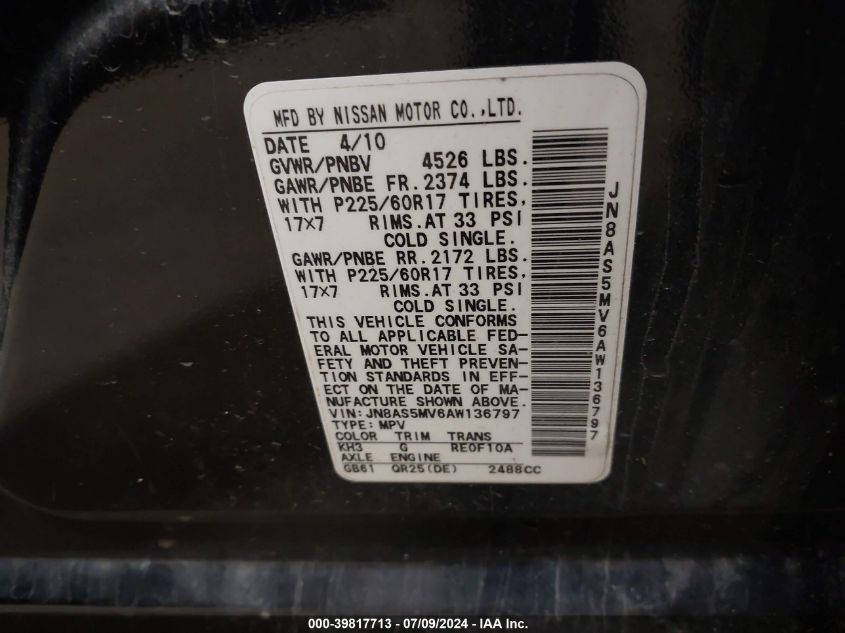 MFD BY NISSAN MOTOR CO.,LTD.
DATE 4/10
GVWR/PNBV 4526 LBS.
GAWR/PNBE FR. 2374 LBS.
WITH P225/60R17 TIRES,
17×7 RIMS. AT 33 PSI
COLD SINGLE.
GAWR/PNBE RR. 2172 LBS.
WITH P225/60R17 TIRES,
17×7 RIMS. AT 33 PSI
COLD SINGLE.
THIS VEHICLE CONFORMS
TO ALL APPLICABLE FED-
ERAL MOTOR VEHICLE SA-
FETY AND THEFT PREVEN-
TION STANDARDS IN EFF-
ECT ON THE DATE OF MA-
NUFACTURE SHOWN ABOVE.
VIN: JN8AS5MV6AW136797
TYPE: MPV
COLOR TRIM TRANS
KH3 G RE0F10A
AXLE ENGINE
GB61 QR25(DE) 2488CC
JN8AS5MV6AW136797
000-39817713 - 07/09/2024 - IAA Inc.